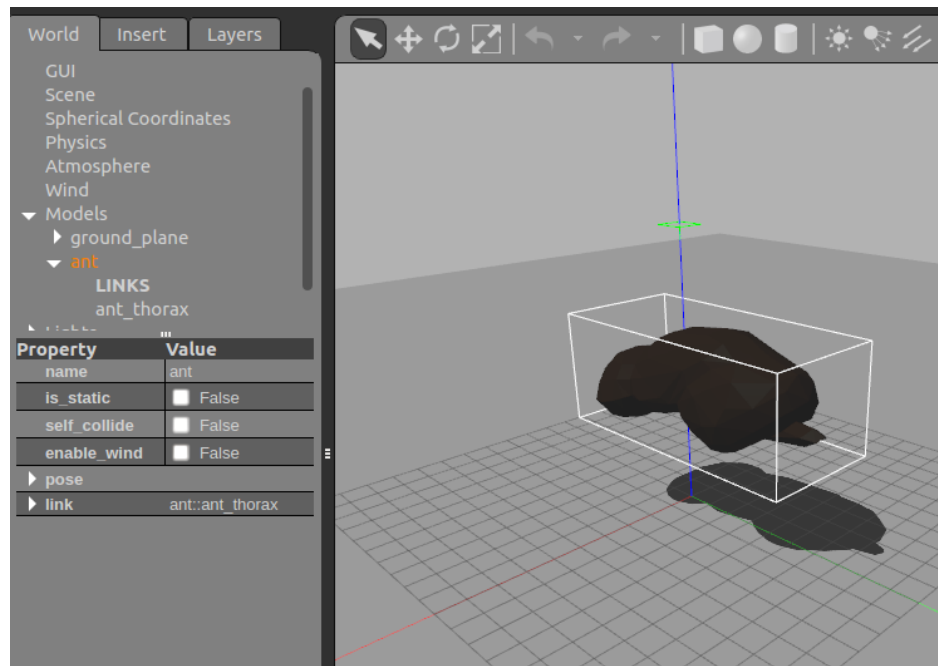 World Insert Layers
GUI
Scene
Spherical Coordinates
Physics
Atmosphere
Wind
Models
ground_plane
ant
LINKS
ant_thorax
Lights
Property Value
name ant
is_static False
self_collide False
enable_wind False
pose
link ant::ant_thorax